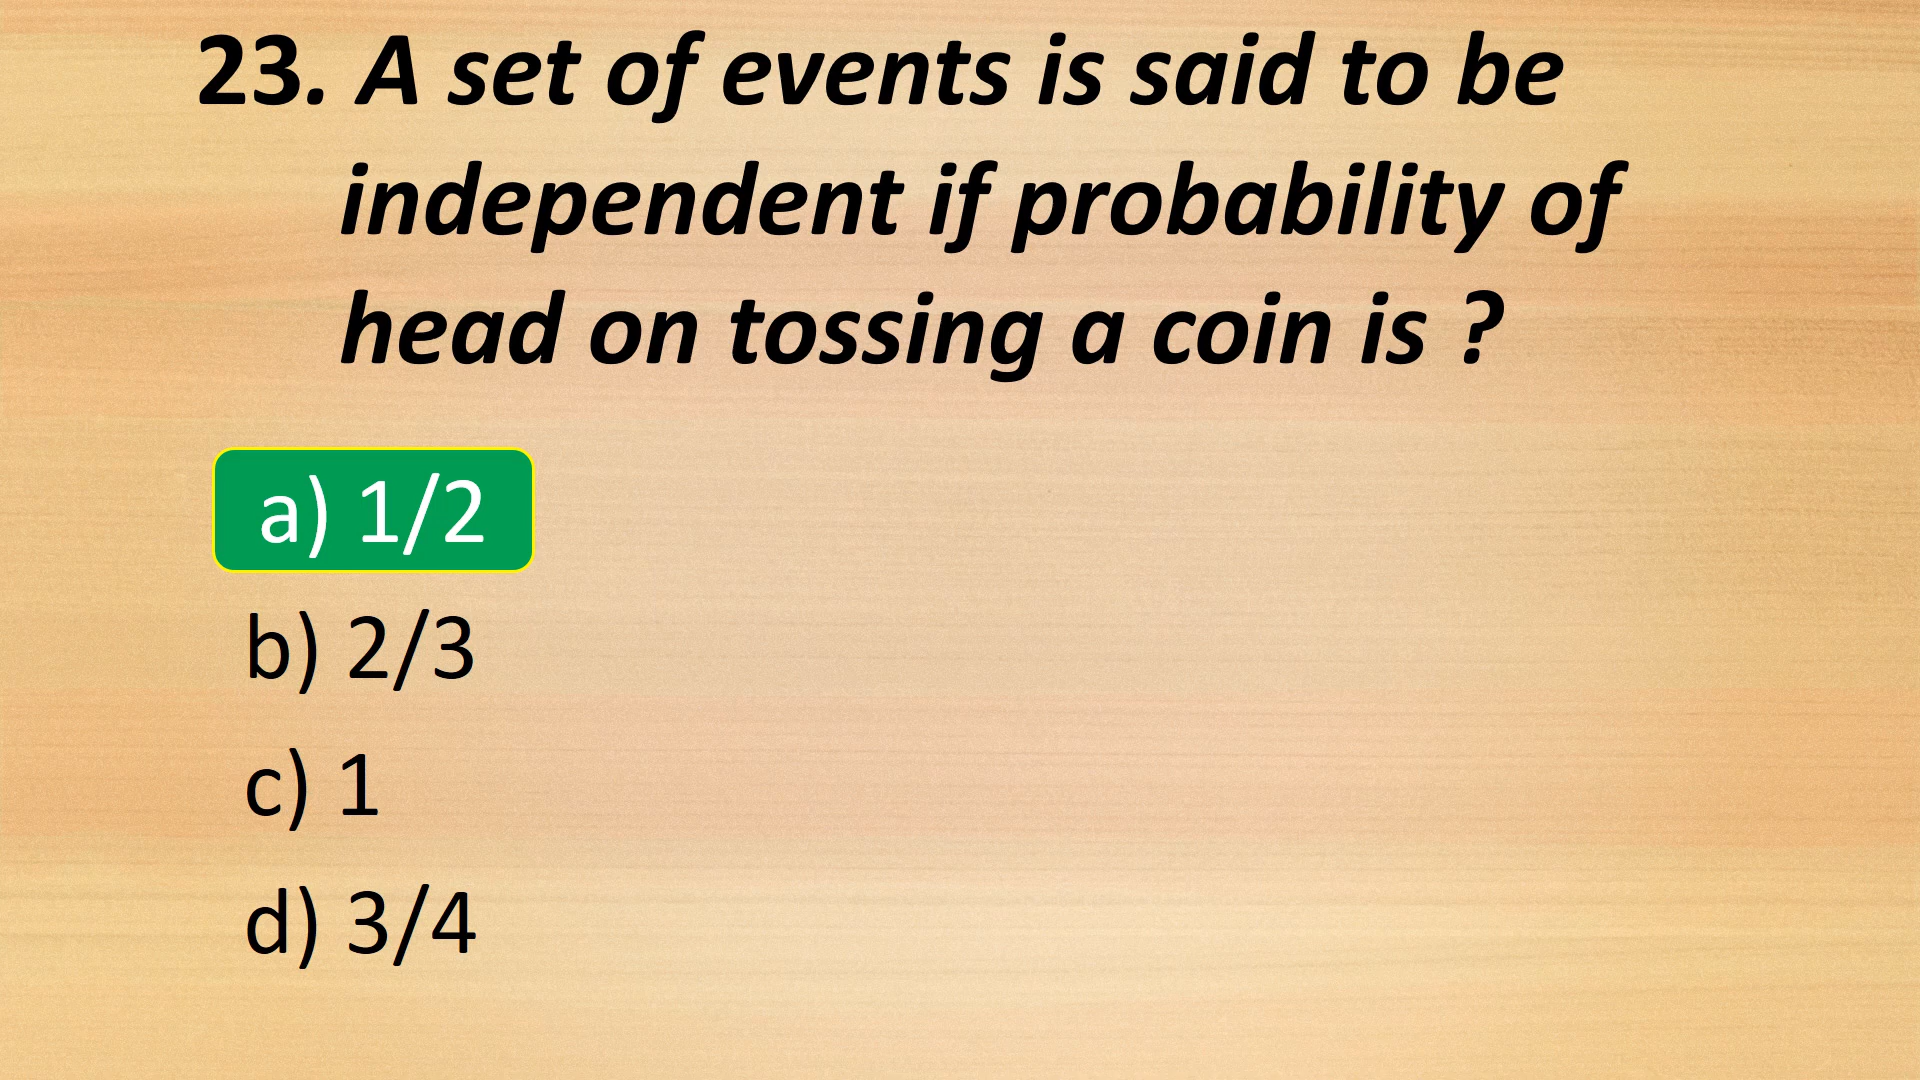 23. A set of events is said to be
independent if probability of
head on tossing a coin is ?
a) 1/2
b) 2/3
c) 1
d) 3/4